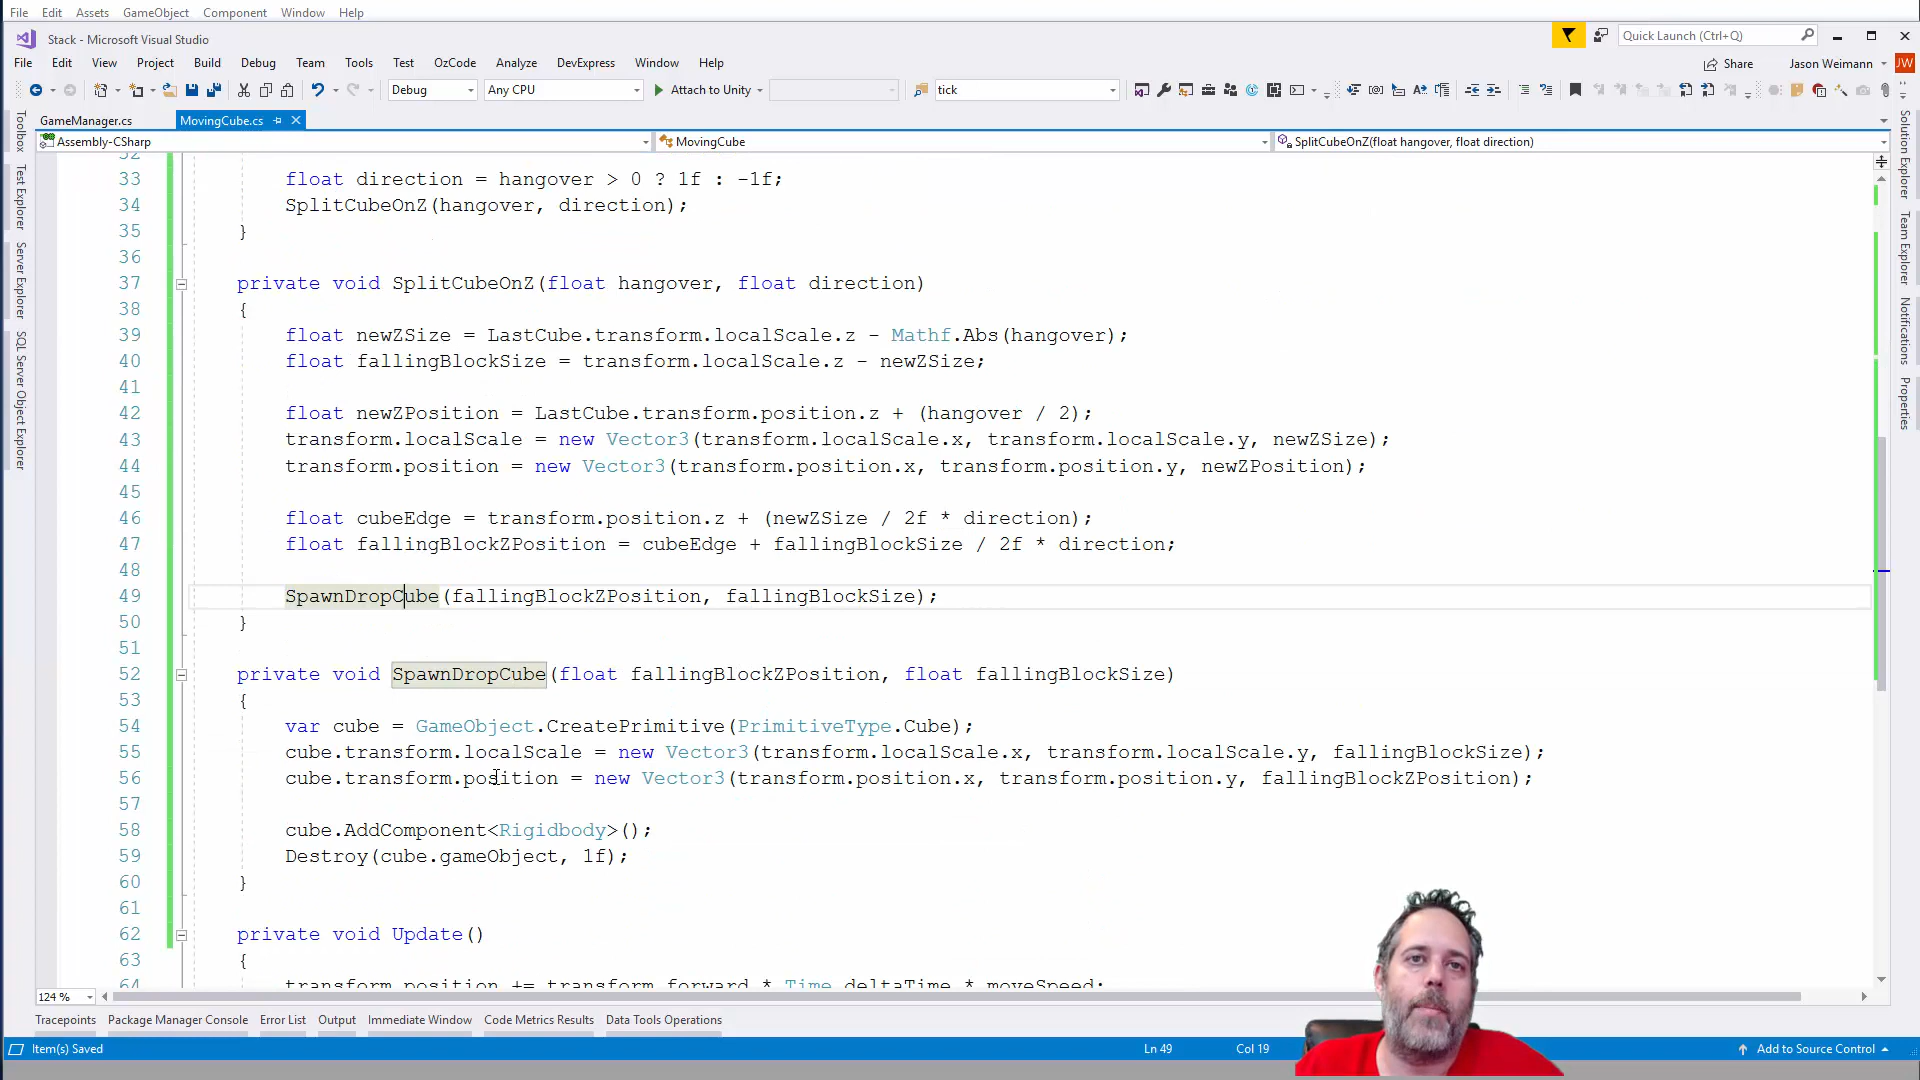 File Edit Assets GameObject Component Window Help
Stack - Microsoft Visual Studio
Quick Launch (Ctrl+Q)
File Edit View Project Build Debug Team Tools Test OzCode Analyze DevExpress Window Help
Share Jason Weimann JW
Debug Any CPU Attach to Unity tick
GameManager.cs MovingCube.cs
Assembly-CSharp MovingCube SplitCubeOnZ(float hangover, float direction)
Toolbox
Test Explorer
Server Explorer
SQL Server Object Explorer
32
33 float direction = hangover > 0 ? 1f : -1f;
34 SplitCubeOnZ(hangover, direction);
35 }
36
37 private void SplitCubeOnZ(float hangover, float direction)
38 {
39 float newZSize = LastCube.transform.localScale.z - Mathf.Abs(hangover);
40 float fallingBlockSize = transform.localScale.z - newZSize;
41
42 float newZPosition = LastCube.transform.position.z + (hangover / 2);
43 transform.localScale = new Vector3(transform.localScale.x, transform.localScale.y, newZSize);
44 transform.position = new Vector3(transform.position.x, transform.position.y, newZPosition);
45
46 float cubeEdge = transform.position.z + (newZSize / 2f * direction);
47 float fallingBlockZPosition = cubeEdge + fallingBlockSize / 2f * direction;
48
49 SpawnDropCube(fallingBlockZPosition, fallingBlockSize);
50 }
51
52 private void SpawnDropCube(float fallingBlockZPosition, float fallingBlockSize)
53 {
54 var cube = GameObject.CreatePrimitive(PrimitiveType.Cube);
55 cube.transform.localScale = new Vector3(transform.localScale.x, transform.localScale.y, fallingBlockSize);
56 cube.transform.position = new Vector3(transform.position.x, transform.position.y, fallingBlockZPosition);
57
58 cube.AddComponent<Rigidbody>();
59 Destroy(cube.gameObject, 1f);
60 }
61
62 private void Update()
63 {
64 transform.position += transform.forward * Time.deltaTime * moveSpeed;
Solution Explorer
Team Explorer
Notifications
Properties
124 %
Tracepoints Package Manager Console Error List Output Immediate Window Code Metrics Results Data Tools Operations
Item(s) Saved Ln 49 Col 19 Add to Source Control